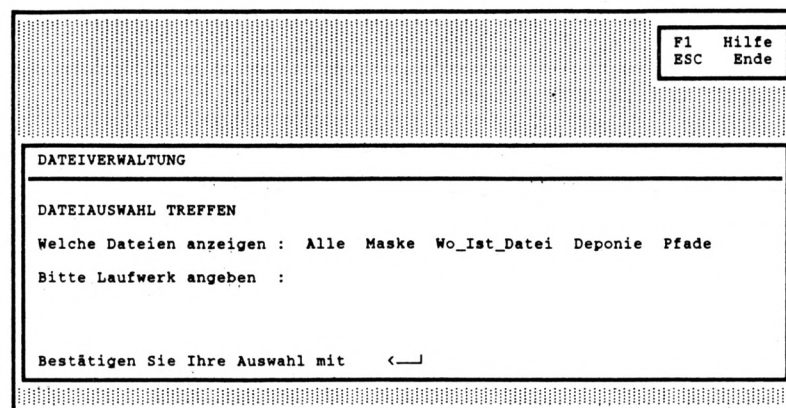 F1 Hilfe
ESC Ende
DATEIVERWALTUNG
DATEIAUSWAHL TREFFEN
Welche Dateien anzeigen : Alle Maske Wo_Ist_Datei Deponie Pfade
Bitte Laufwerk angeben :
Bestätigen Sie Ihre Auswahl mit <—┘